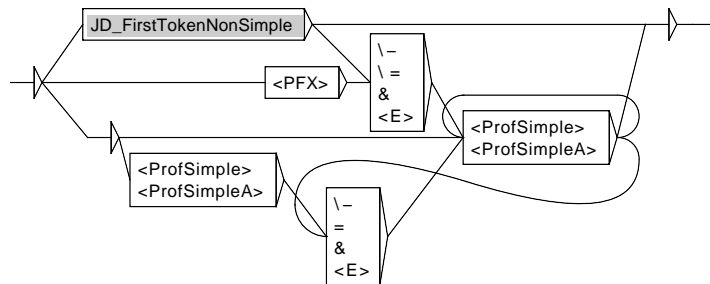 JD_FirstTokenNonSimple
<PFX>
\-
\=
&
<E>
<ProfSimple>
<ProfSimpleA>
<ProfSimple>
<ProfSimpleA>
\-
=
&
<E>